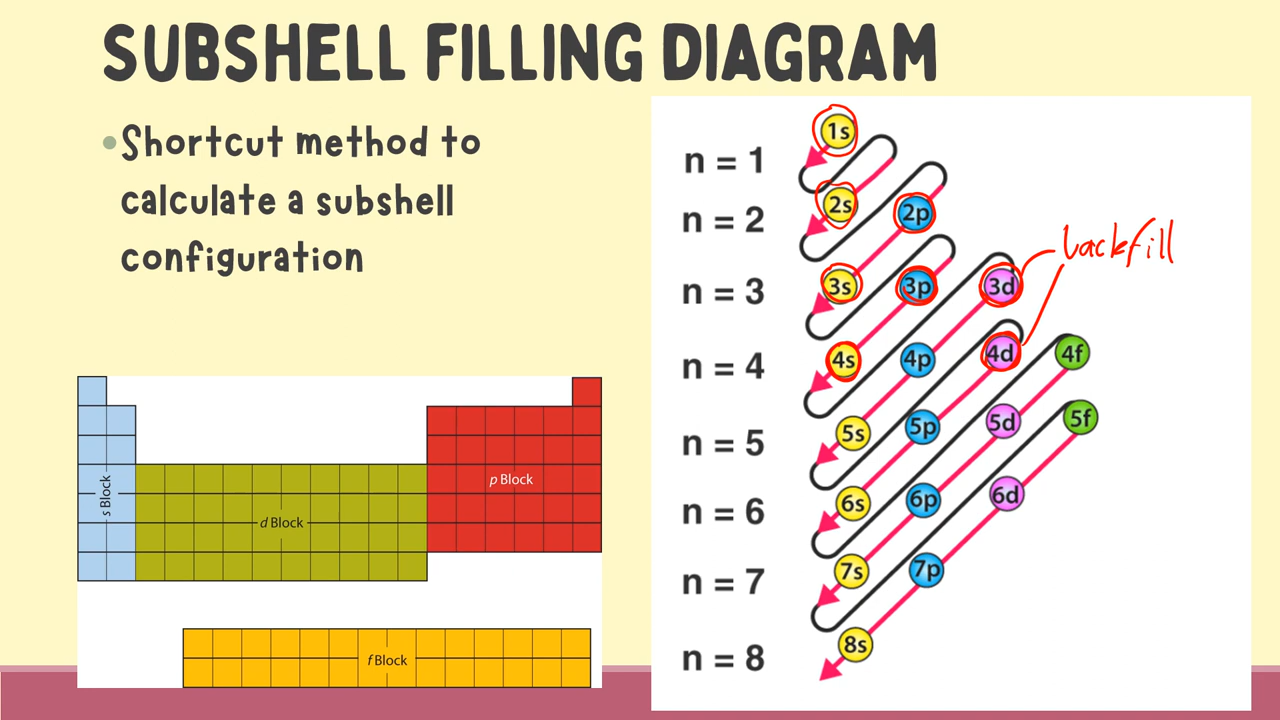 SUBSHELL FILLING DIAGRAM
•Shortcut method to
calculate a subshell
configuration
s Block
d Block
p Block
f Block
1s
n = 1
2s
2p
n = 2
backfill
3s
3p
3d
n = 3
4s
4p
4d
4f
n = 4
5s
5p
5d
5f
n = 5
6s
6p
6d
n = 6
7s
7p
n = 7
8s
n = 8